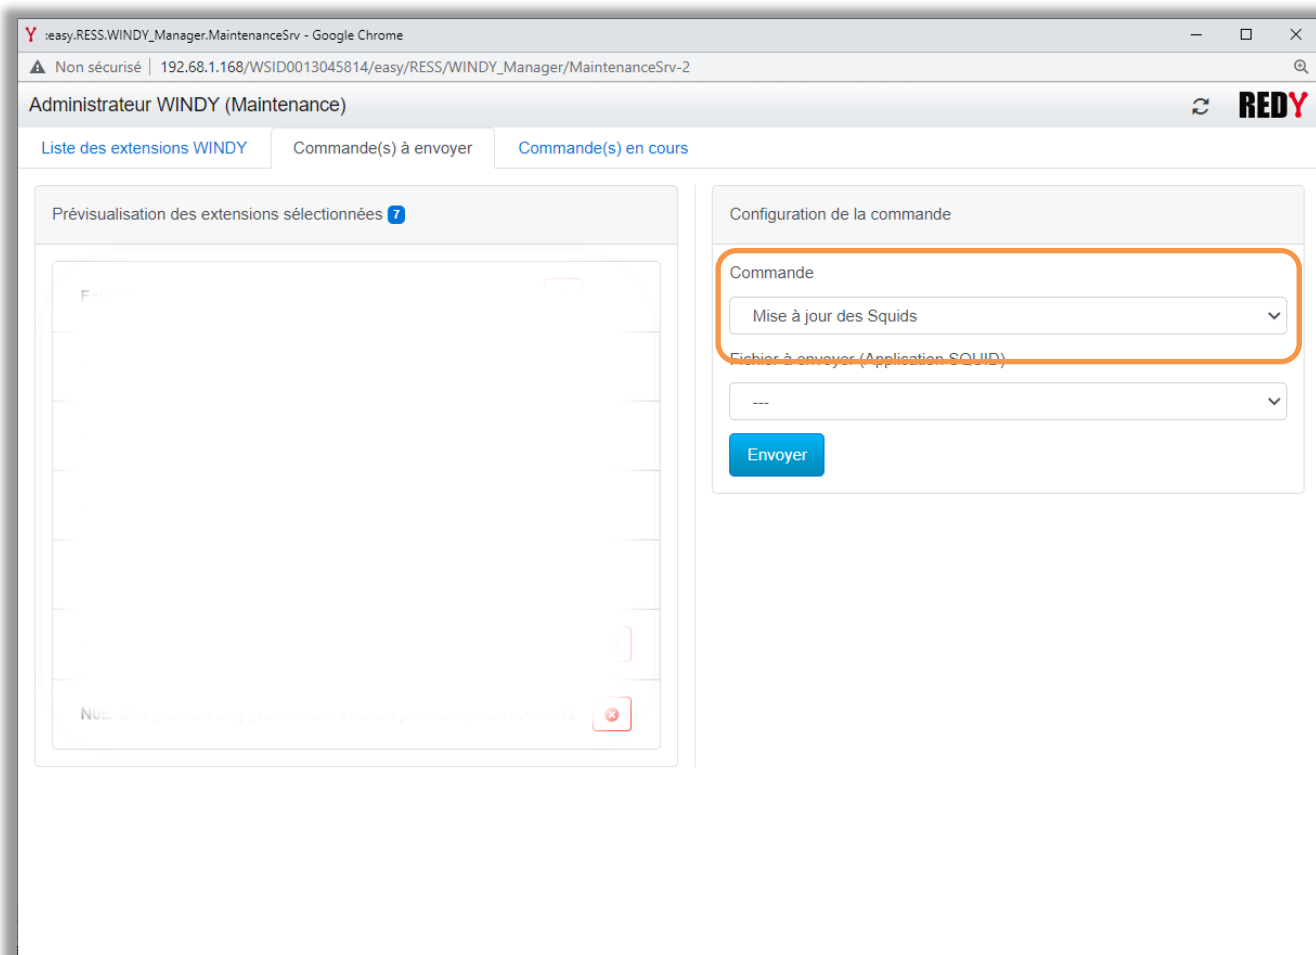 :easy.RESS.WINDY_Manager.MaintenanceSrv - Google Chrome
Non sécurisé | 192.68.1.168/WSID0013045814/easy/RESS/WINDY_Manager/MaintenanceSrv-2
Administrateur WINDY (Maintenance)
REDY
Liste des extensions WINDY Commande(s) à envoyer Commande(s) en cours
Prévisualisation des extensions sélectionnées 7
Configuration de la commande
Commande
Mise à jour des Squids
Fichier à envoyer (Application SQUID)
---
Envoyer